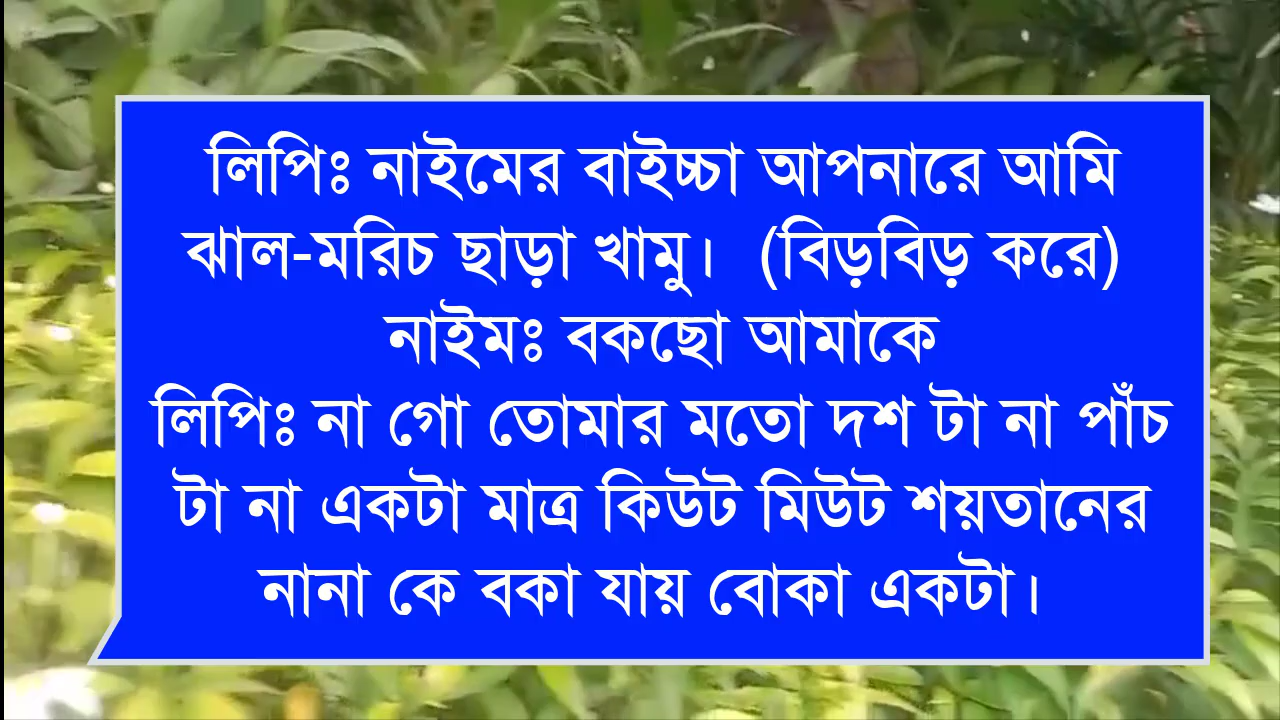 লিপিঃ নাইমের বাইচ্চা আপনারে আমি
ঝাল-মরিচ ছাড়া খামু। (বিড়বিড় করে)
নাইমঃ বকছো আমাকে
লিপিঃ না গো তোমার মতো দশ টা না পাঁচ
টা না একটা মাত্র কিউট মিউট শয়তানের
নানা কে বকা যায় বোকা একটা।